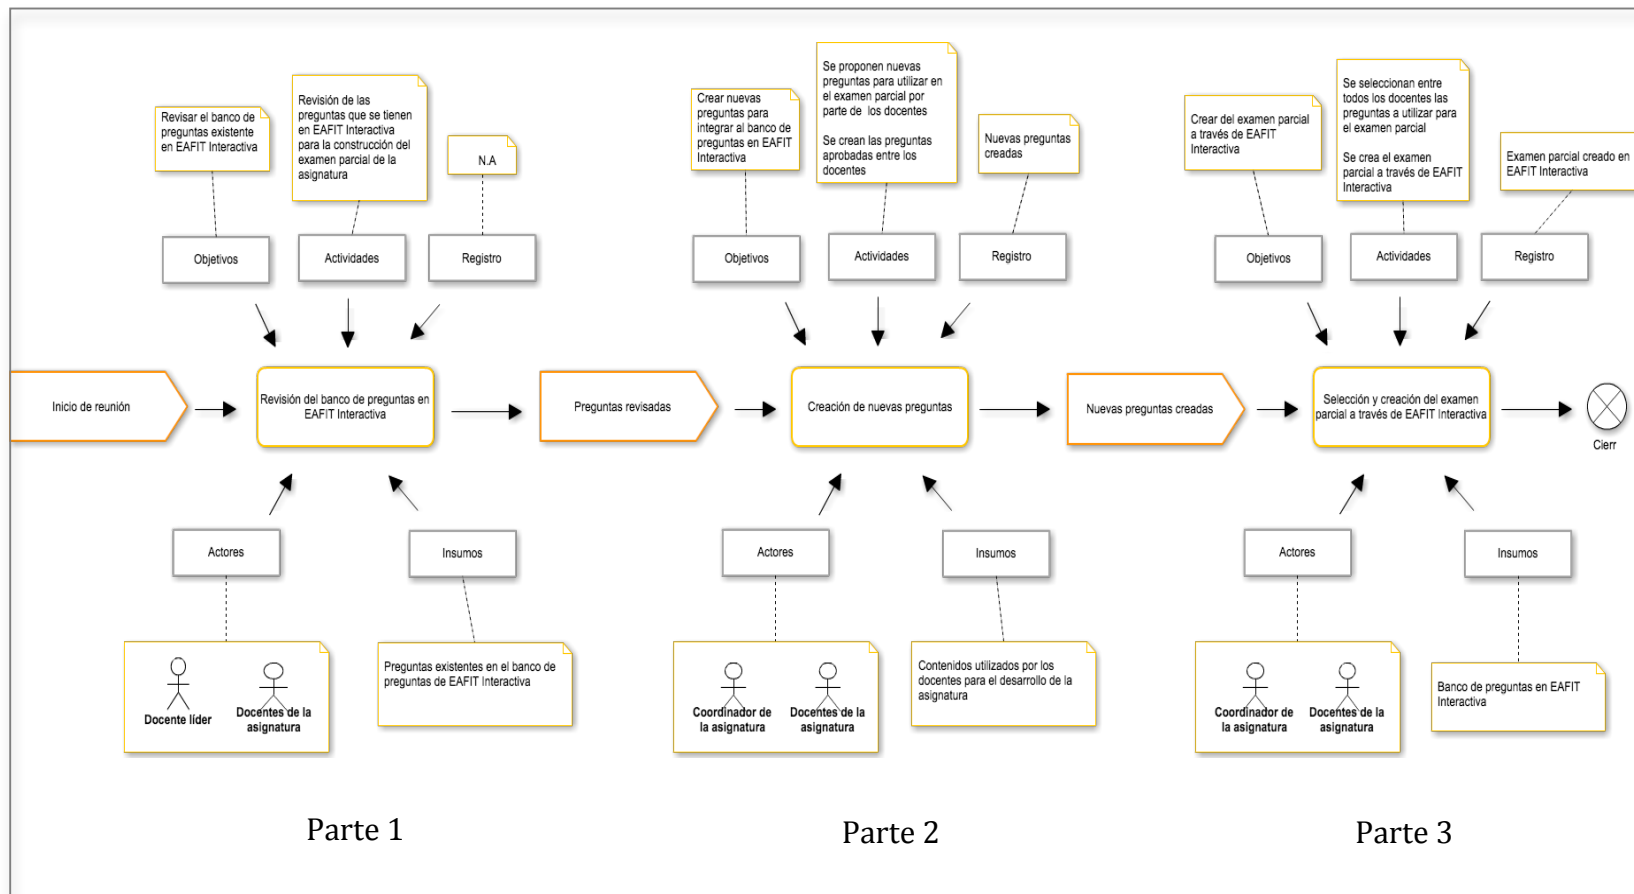 Revisar el banco de
preguntas existente
en EAFIT Interactiva
Revisión de las
preguntas que se tienen
en EAFIT Interactiva
para la construcción del
examen parcial de la
asignatura
N.A
Objetivos
Actividades
Registro
Inicio de reunión
Revisión del banco de preguntas en
EAFIT Interactiva
Actores
Insumos
Docente líder
Docentes de la
asignatura
Preguntas existentes en el banco de
preguntas de EAFIT Interactiva
Parte 1
Crear nuevas
preguntas para
integrar al banco de
preguntas en EAFIT
Interactiva
Se proponen nuevas
preguntas para utilizar en
el examen parcial por
parte de los docentes
Se crean las preguntas
aprobadas entre los
docentes
Nuevas preguntas
creadas
Objetivos
Actividades
Registro
Preguntas revisadas
Creación de nuevas preguntas
Actores
Insumos
Coordinador de
la asignatura
Docentes de la
asignatura
Contenidos utilizados por los
docentes para el desarrollo de la
asignatura
Parte 2
Crear del examen parcial
a través de EAFIT
Interactiva
Se seleccionan entre
todos los docentes las
preguntas a utilizar para
el examen parcial
Se crea el examen
parcial a través de EAFIT
Interactiva
Examen parcial creado en
EAFIT Interactiva
Objetivos
Actividades
Registro
Nuevas preguntas creadas
Selección y creación del examen
parcial a través de EAFIT Interactiva
Cierr
Actores
Insumos
Coordinador de
la asignatura
Docentes de la
asignatura
Banco de preguntas en EAFIT
Interactiva
Parte 3